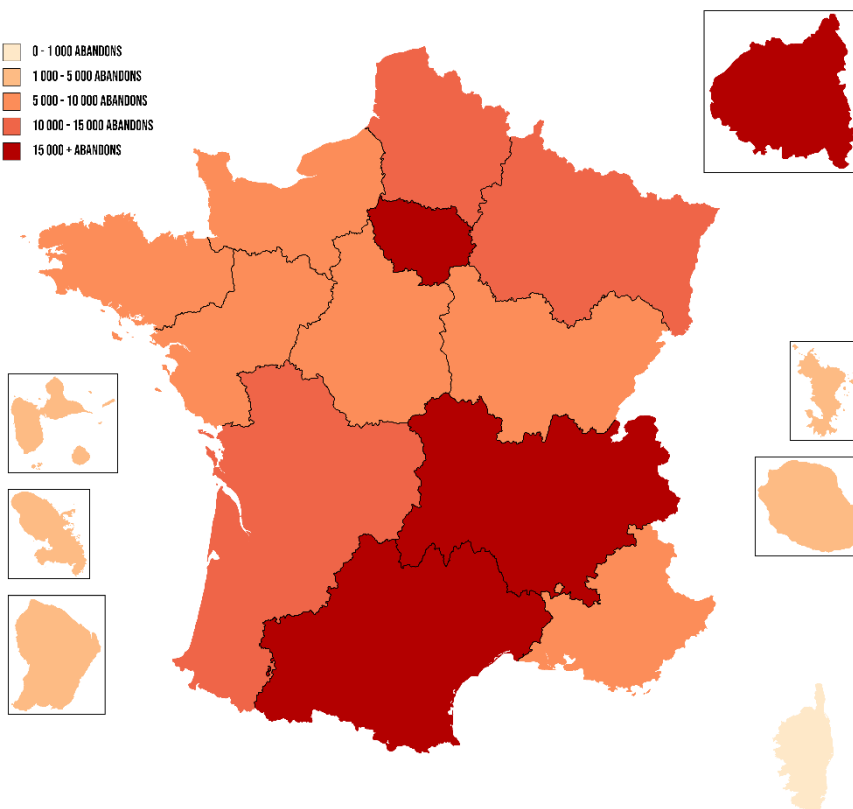 0 - 1 000 ABANDONS
1 000 - 5 000 ABANDONS
5 000 - 10 000 ABANDONS
10 000 - 15 000 ABANDONS
15 000 + ABANDONS